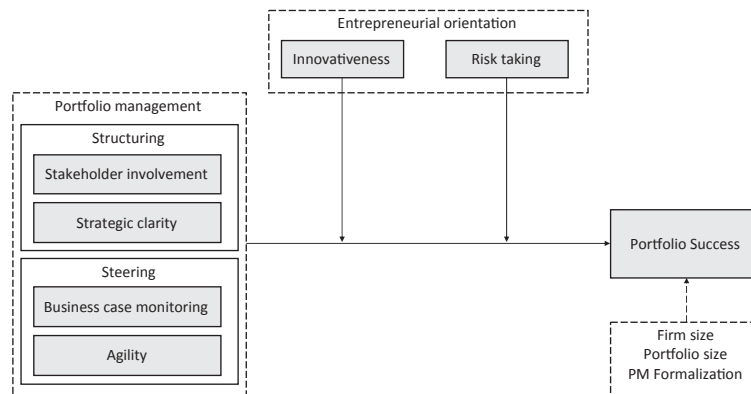 Entrepreneurial orientation
Innovativeness
Risk taking
Portfolio management
Structuring
Stakeholder involvement
Strategic clarity
Steering
Business case monitoring
Agility
Portfolio Success
Firm size
Portfolio size
PM Formalization